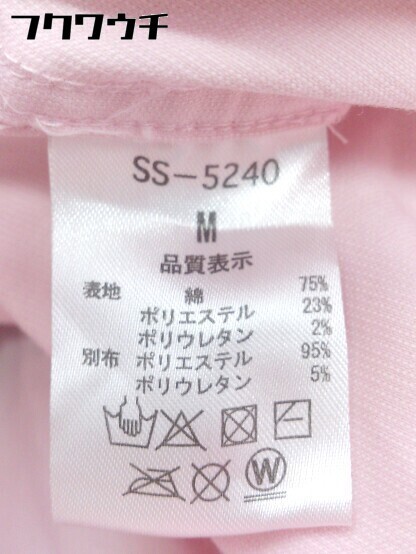 フクワウチ
SS-5240
M
品質表示
表地 綿 75%
ポリエステル 23%
ポリウレタン 2%
別布 ポリエステル 95%
ポリウレタン 5%
W